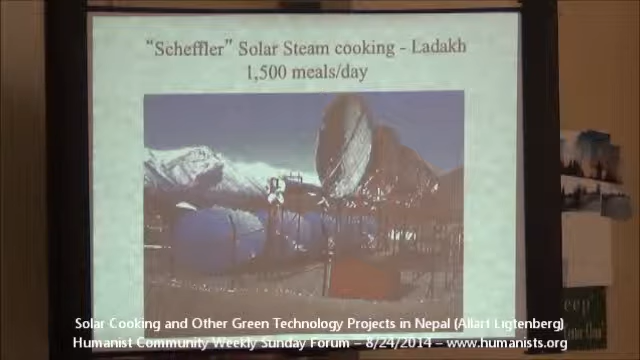 “Scheffler” Solar Steam cooking - Ladakh
1,500 meals/day
Solar Cooking and Other Green Technology Projects in Nepal (Allart Ligtenberg)
Humanist Community Weekly Sunday Forum – 8/24/2014 – www.humanists.org